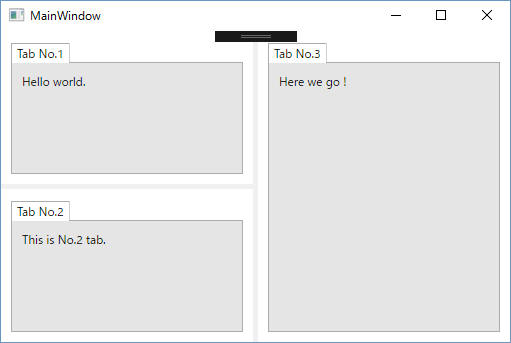 MainWindow
Tab No.1
Hello world.
Tab No.2
This is No.2 tab.
Tab No.3
Here we go !